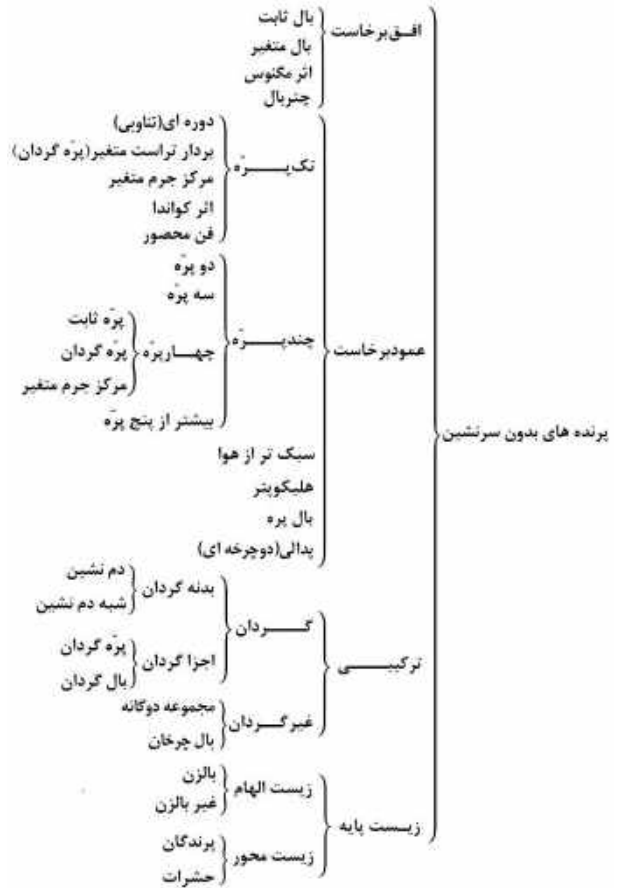 پرنده های بدون سرنشین
افق‌برخاست
بال ثابت
بال متغیر
اثر مگنوس
چتربال
عمودبرخاست
تک‌پرّه
دوره ای(تناوبی)
بردار تراست متغیر(پرّه گردان)
مرکز جرم متغیر
اثر کواندا
فن محصور
چندپرّه
دو پرّه
سه پرّه
چهارپرّه
پرّه ثابت
پرّه گردان
مرکز جرم متغیر
بیشتر از پنج پرّه
سبک تر از هوا
هلیکوپتر
بال پره
پدالی(دوچرخه ای)
ترکیبی
گردان
بدنه گردان
دم نشین
شبه دم نشین
اجزا گردان
پرّه گردان
بال گردان
غیرگردان
مجموعه دوگانه
بال چرخان
زیست پایه
زیست الهام
بالزن
غیر بالزن
زیست محور
پرندگان
حشرات